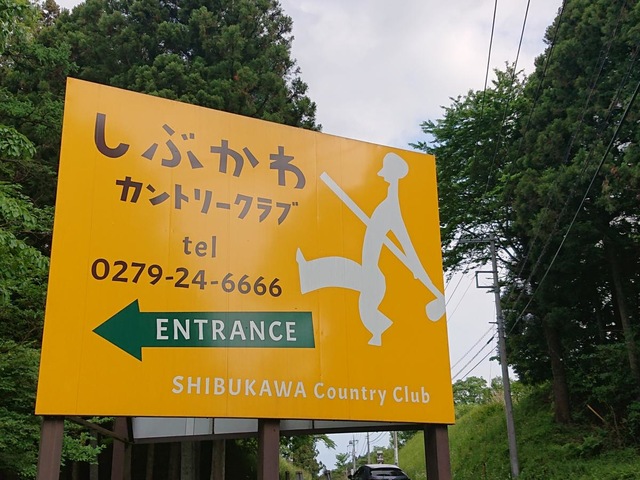 しぶかわ
カントリークラブ
tel
0279-24-6666
ENTRANCE
SHIBUKAWA Country Club